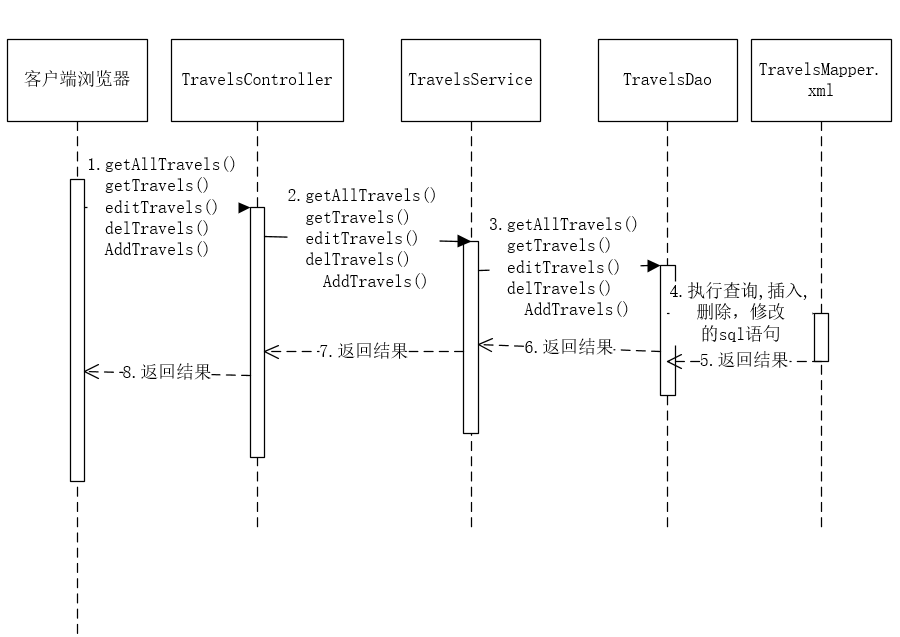 客户端浏览器
TravelsController
TravelsService
TravelsDao
TravelsMapper.
xml
1.getAllTravels()
getTravels()
editTravels()
delTravels()
AddTravels()
2.getAllTravels()
getTravels()
editTravels()
delTravels()
AddTravels()
3.getAllTravels()
getTravels()
editTravels()
delTravels()
AddTravels()
4.执行查询,插入,
删除，修改
的sql语句
5.返回结果
6.返回结果
7.返回结果
8.返回结果